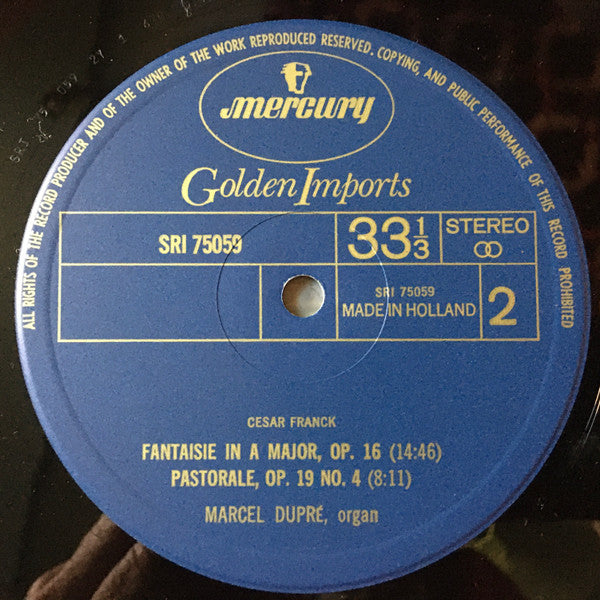 ALL RIGHTS OF THE RECORD PRODUCER AND OF THE OWNER OF THE WORK REPRODUCED RESERVED. COPYING, AND PUBLIC PERFORMANCE OF THIS RECORD PROHIBITED
mercury
Golden Imports
SRI 75059
33 1/3
STEREO
SRI 75059
MADE IN HOLLAND
2
CESAR FRANCK
FANTAISIE IN A MAJOR, OP. 16 (14:46)
PASTORALE, OP. 19 NO. 4 (8:11)
MARCEL DUPRÉ, organ